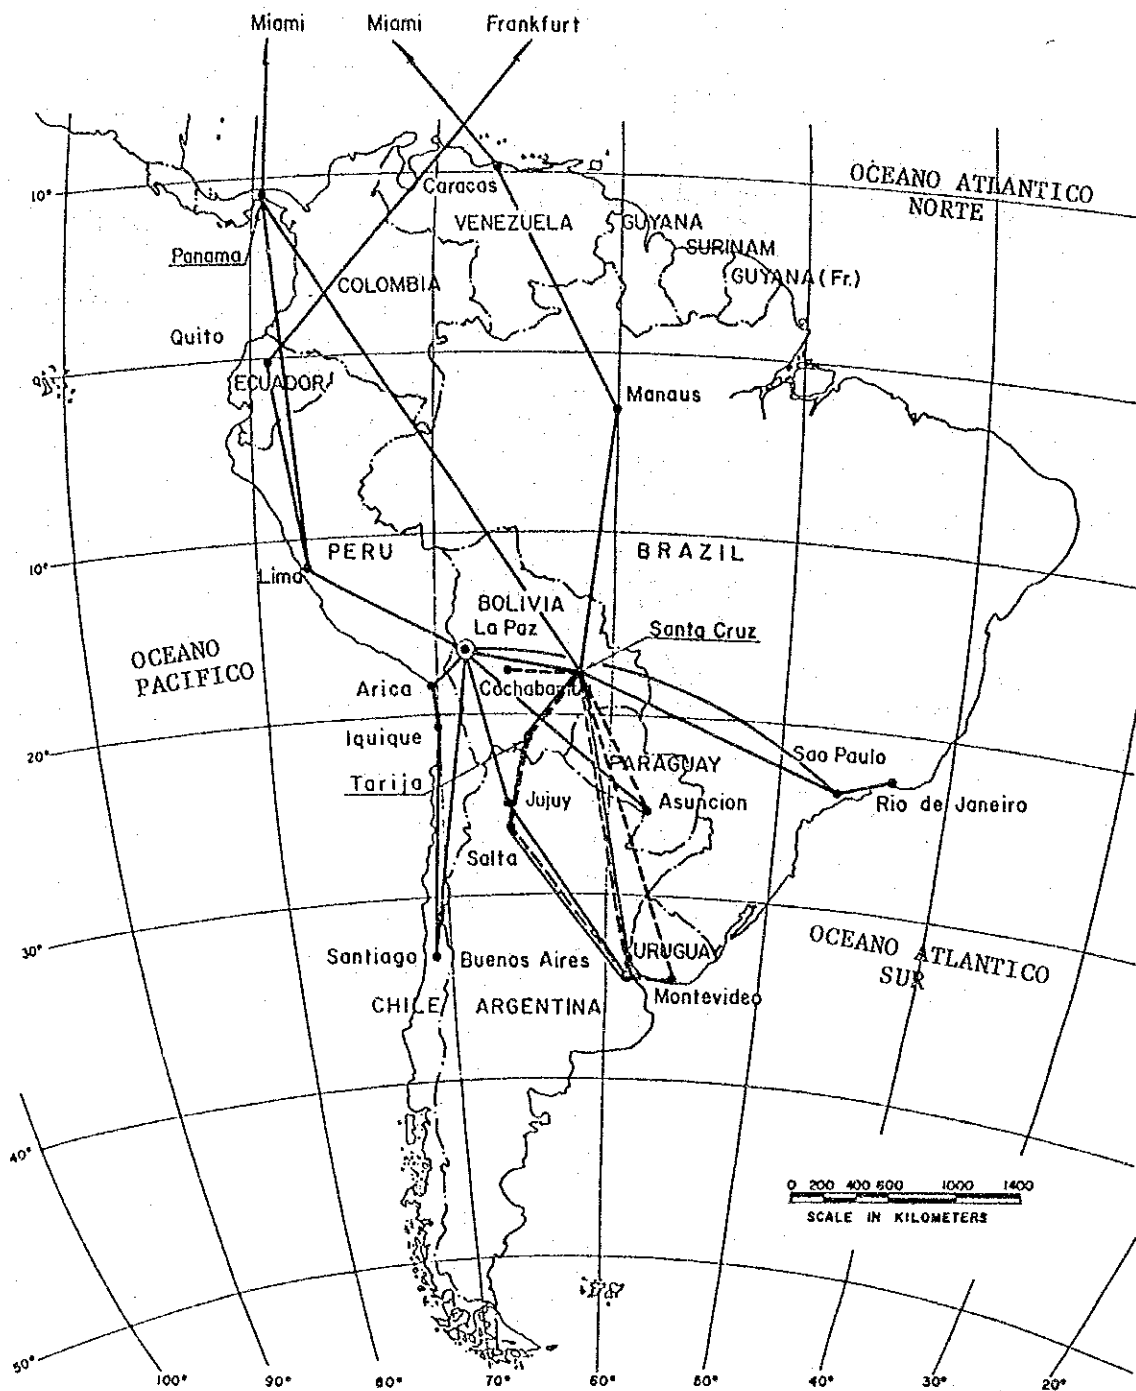 Miami Miami Frankfurt
OCEANO ATLANTICO
NORTE
10°
Caracas
VENEZUELA
GUYANA
SURINAM
GUYANA (Fr.)
Panama
COLOMBIA
Quito
0°
ECUADOR
Manaus
PERU
BRAZIL
10°
Lima
BOLIVIA
La Paz
Santa Cruz
OCEANO
PACIFICO
Arica
Iquique
Sao Paulo
20°
PARAGUAY
Tarija
Jujuy
Asuncion
Rio de Janeiro
Salta
30°
Santiago
Buenos Aires
URUGUAY
OCEANO ATLANTICO
SUR
Montevideo
CHILE
ARGENTINA
40°
0 200 400 600 1000 1400
SCALE IN KILOMETERS
50°
100° 90° 80° 70° 60° 50° 40° 30° 20°